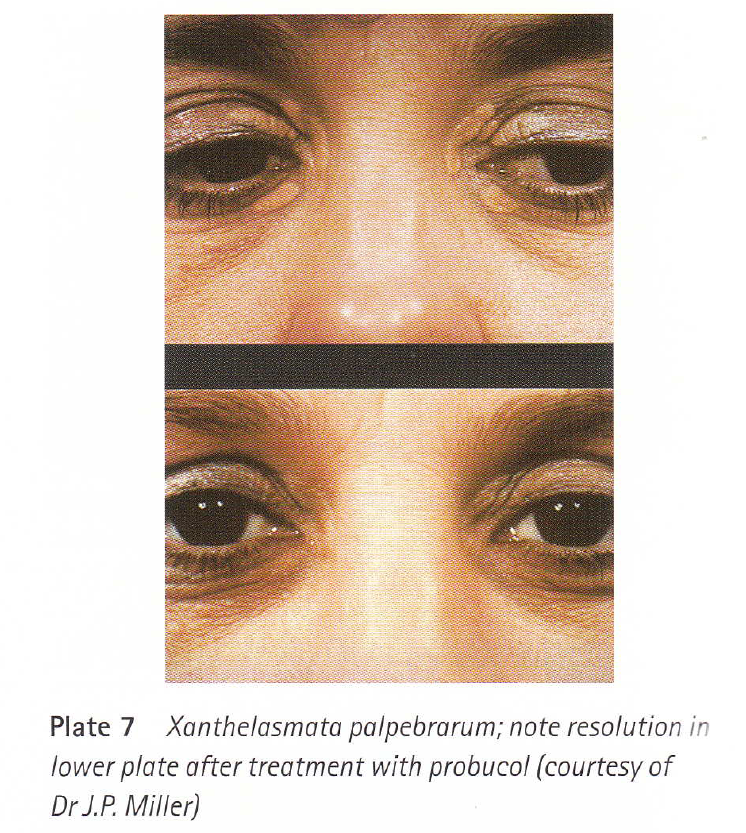 Plate 7 Xanthelasmata palpebrarum; note resolution in
lower plate after treatment with probucol (courtesy of
Dr J.P. Miller)